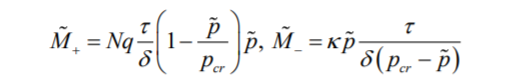 M̃₊ = Nq τ/δ (1 − p̃/p_cr) p̃, M̃₋ = κp̃ τ/δ(p_cr − p̃)